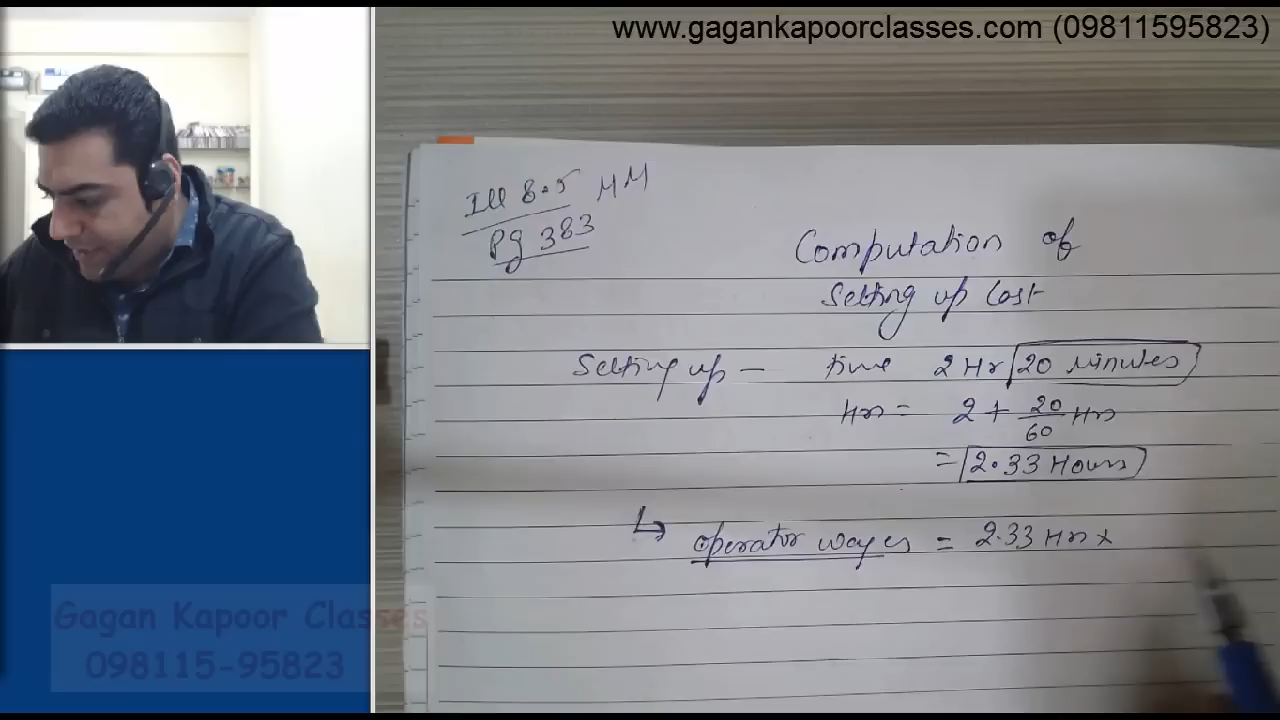 www.gagankapoorclasses.com (09811595823)
Ill 8.5 MM
Pg 383
Computation of
Setting up Cost
Setting up – time 2 Hr 20 minutes
Hrs = 2 + 20/60 Hrs
= 2.33 Hours
↳ operator wages = 2.33 Hrs x
Gagan Kapoor Classes
098115-95823